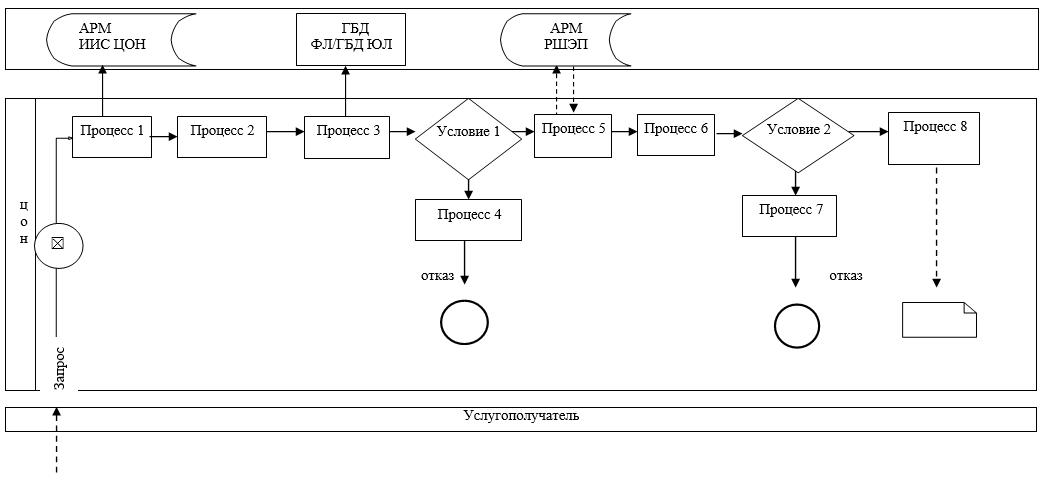 АРМ
ИИС ЦОН
ГБД
ФЛ/ГБД ЮЛ
АРМ
РШЭП
Процесс 1
Процесс 2
Процесс 3
Условие 1
Процесс 5
Процесс 6
Условие 2
Процесс 8
Процесс 4
Процесс 7
ц
о
н
отказ
отказ
Запрос
Услугополучатель